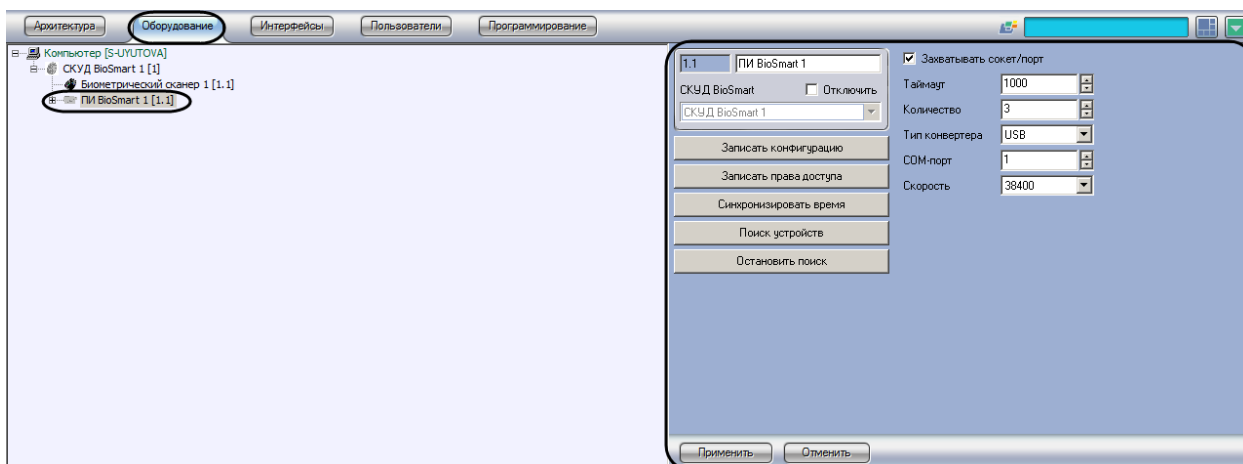 Архитектура Оборудование Интерфейсы Пользователи Программирование
Компьютер [S-UYUTOVA]
СКУД BioSmart 1 [1]
Биометрический сканер 1 [1.1]
ПИ BioSmart 1 [1.1]
1.1 ПИ BioSmart 1
СКУД BioSmart Отключить
СКУД BioSmart 1
Записать конфигурацию
Записать права доступа
Синхронизировать время
Поиск устройств
Остановить поиск
Захватывать сокет/порт
Таймаут 1000
Количество 3
Тип конвертера USB
COM-порт 1
Скорость 38400
Применить Отменить